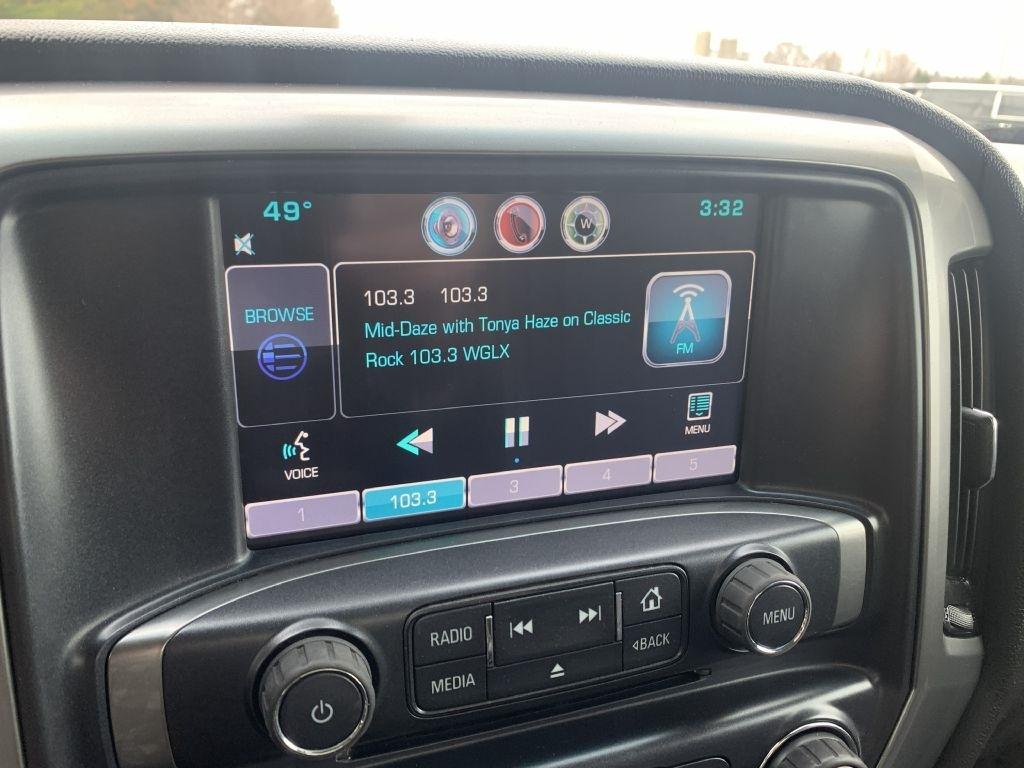 49°
W
3:32
BROWSE
103.3 103.3
Mid-Daze with Tonya Haze on Classic
Rock 103.3 WGLX
FM
VOICE
MENU
1
103.3
3
4
5
RADIO
MEDIA
BACK
MENU